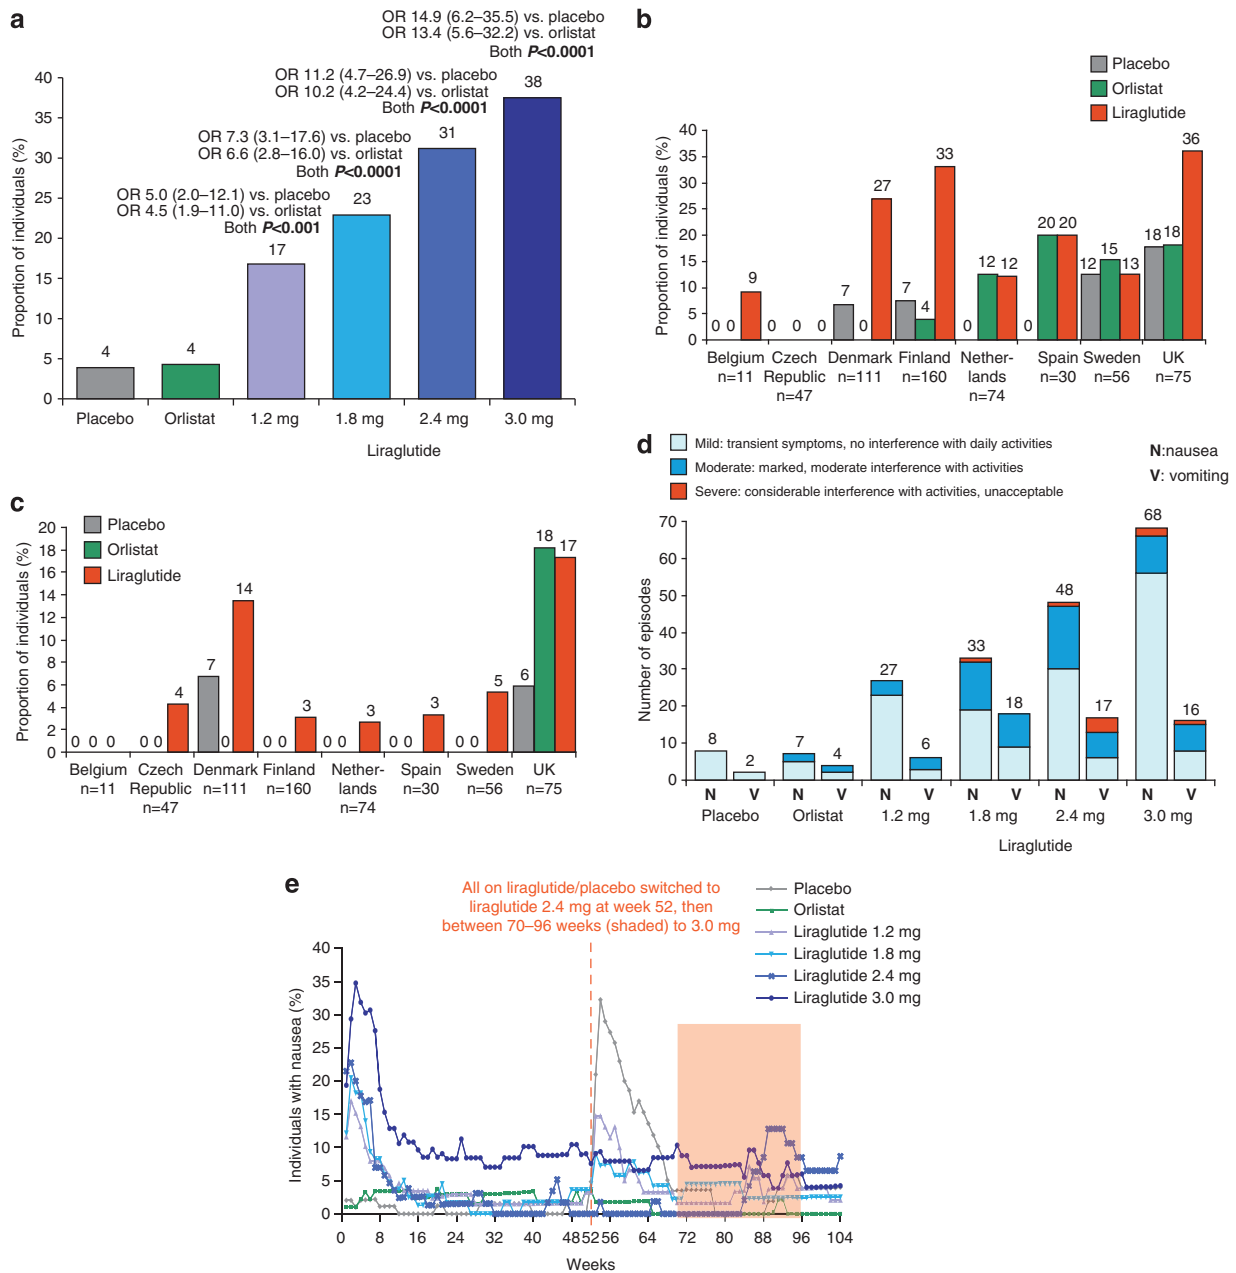 a
OR 14.9 (6.2–35.5) vs. placebo
OR 13.4 (5.6–32.2) vs. orlistat
Both P<0.0001
OR 11.2 (4.7–26.9) vs. placebo
OR 10.2 (4.2–24.4) vs. orlistat
Both P<0.0001
OR 7.3 (3.1–17.6) vs. placebo
OR 6.6 (2.8–16.0) vs. orlistat
Both P<0.0001
OR 5.0 (2.0–12.1) vs. placebo
OR 4.5 (1.9–11.0) vs. orlistat
Both P<0.001
Proportion of individuals (%)
40
35
30
25
20
15
10
5
0
4
4
17
23
31
38
Placebo Orlistat 1.2 mg 1.8 mg 2.4 mg 3.0 mg
Liraglutide
b
Placebo
Orlistat
Liraglutide
Proportion of individuals (%)
40
35
30
25
20
15
10
5
0
0 0 9
0 0 0
7 0 27
7 4 33
0 12 12
0 20 20
12 15 13
18 18 36
Belgium Czech Denmark Finland Nether- Spain Sweden UK
n=11 Republic n=111 n=160 lands n=30 n=56 n=75
n=47 n=74
c
Placebo
Orlistat
Liraglutide
Proportion of individuals (%)
20
18
16
14
12
10
8
6
4
2
0
0 0 0
0 0 4
7 0 14
0 0 3
0 0 3
0 0 3
0 0 5
6 18 17
Belgium Czech Denmark Finland Nether- Spain Sweden UK
n=11 Republic n=111 n=160 lands n=30 n=56 n=75
n=47 n=74
d
Mild: transient symptoms, no interference with daily activities
Moderate: marked, moderate interference with activities
Severe: considerable interference with activities, unacceptable
N:nausea
V: vomiting
Number of episodes
70
60
50
40
30
20
10
0
8 2
7 4
27 6
33 18
48 17
68 16
N V N V N V N V N V N V
Placebo Orlistat 1.2 mg 1.8 mg 2.4 mg 3.0 mg
Liraglutide
e
All on liraglutide/placebo switched to
liraglutide 2.4 mg at week 52, then
between 70–96 weeks (shaded) to 3.0 mg
Placebo
Orlistat
Liraglutide 1.2 mg
Liraglutide 1.8 mg
Liraglutide 2.4 mg
Liraglutide 3.0 mg
Individuals with nausea (%)
40
35
30
25
20
15
10
5
0
0 8 16 24 32 40 48 52 56 64 72 80 88 96 104
Weeks